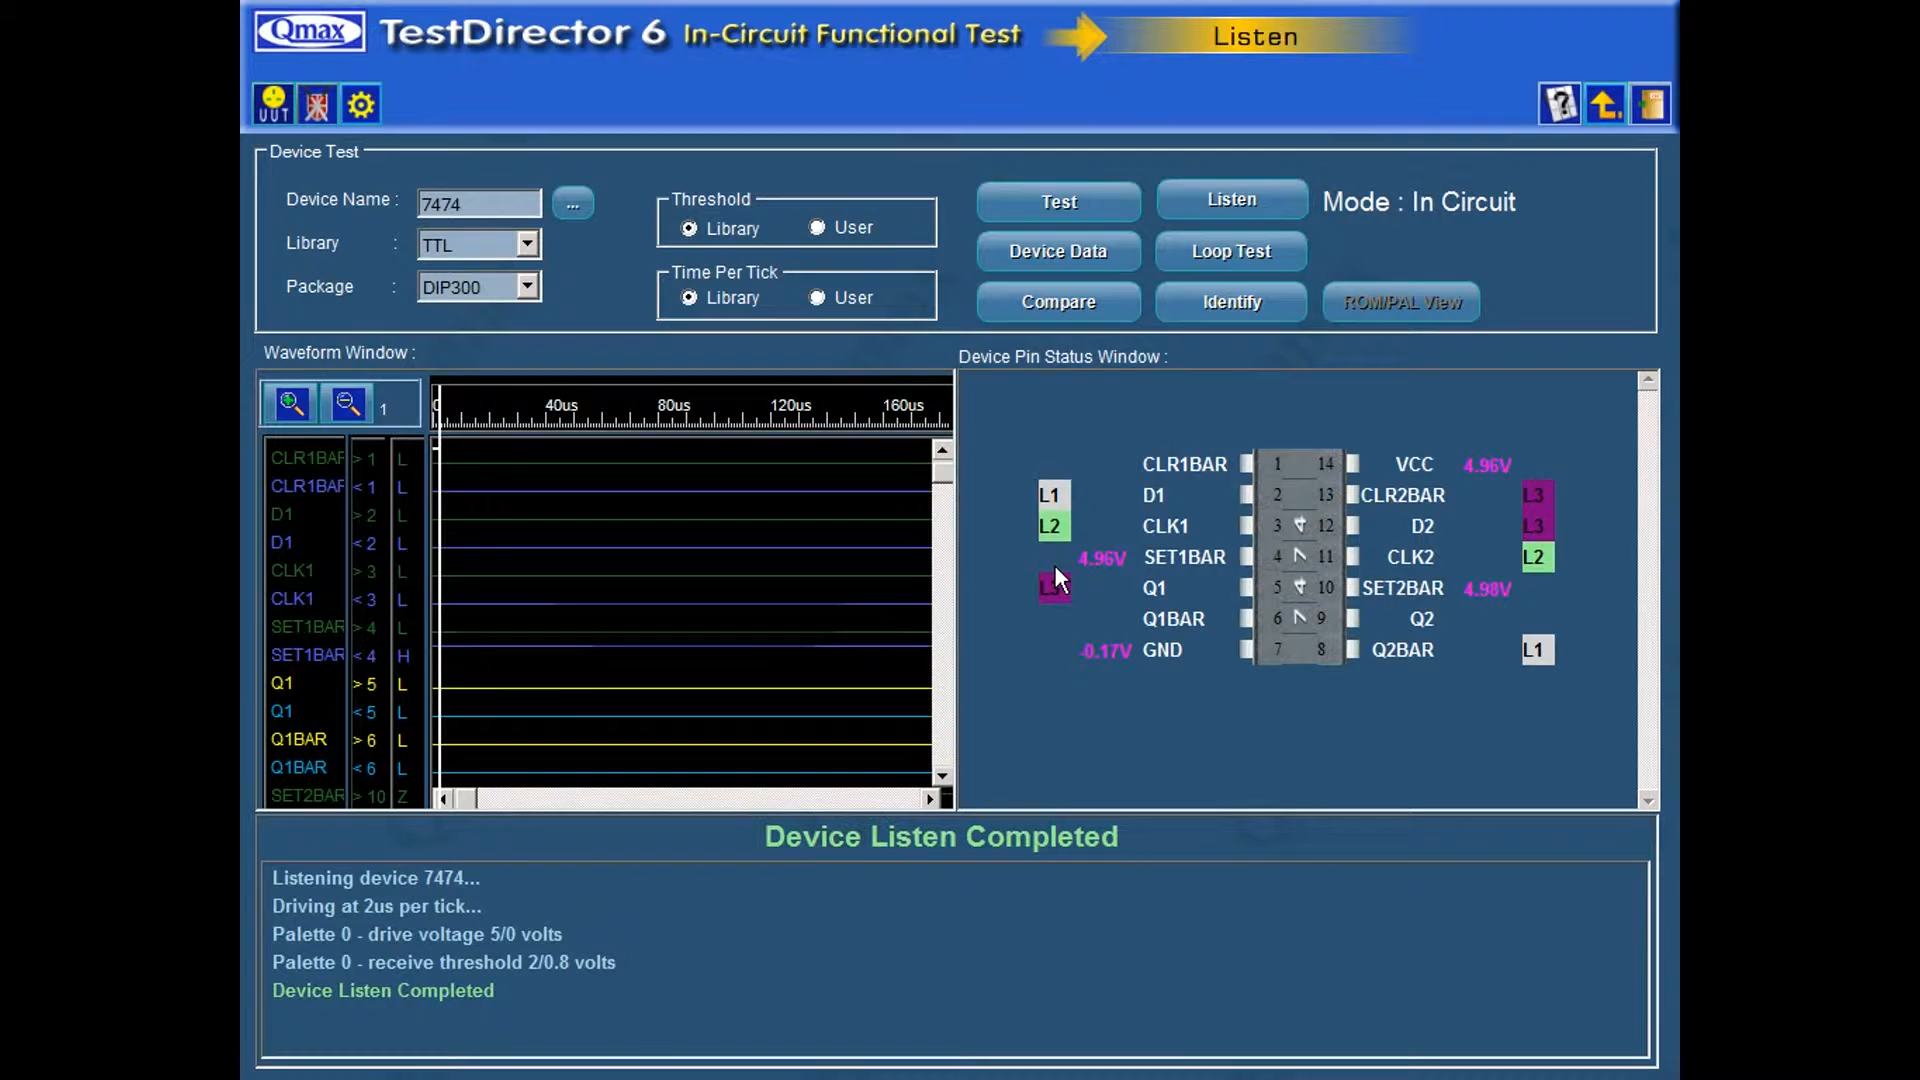 Qmax TestDirector 6 In-Circuit Functional Test Listen
UUT
Device Test
Device Name : 7474 ...
Library : TTL
Package : DIP300
Threshold
Library User
Time Per Tick
Library User
Test Listen Mode : In Circuit
Device Data Loop Test
Compare Identify ROM/PAL View
Waveform Window :
1
0 40us 80us 120us 160us
CLR1BAR > 1 L
CLR1BAR < 1 L
D1 > 2 L
D1 < 2 L
CLK1 > 3 L
CLK1 < 3 L
SET1BAR > 4 L
SET1BAR < 4 H
Q1 > 5 L
Q1 < 5 L
Q1BAR > 6 L
Q1BAR < 6 L
SET2BAR > 10 Z
Device Pin Status Window :
CLR1BAR 1 14 VCC 4.96V
L1 D1 2 13 CLR2BAR L3
L2 CLK1 3 12 D2 L3
4.96V SET1BAR 4 11 CLK2 L2
L3 Q1 5 10 SET2BAR 4.98V
Q1BAR 6 9 Q2
-0.17V GND 7 8 Q2BAR L1
Device Listen Completed
Listening device 7474...
Driving at 2us per tick...
Palette 0 - drive voltage 5/0 volts
Palette 0 - receive threshold 2/0.8 volts
Device Listen Completed